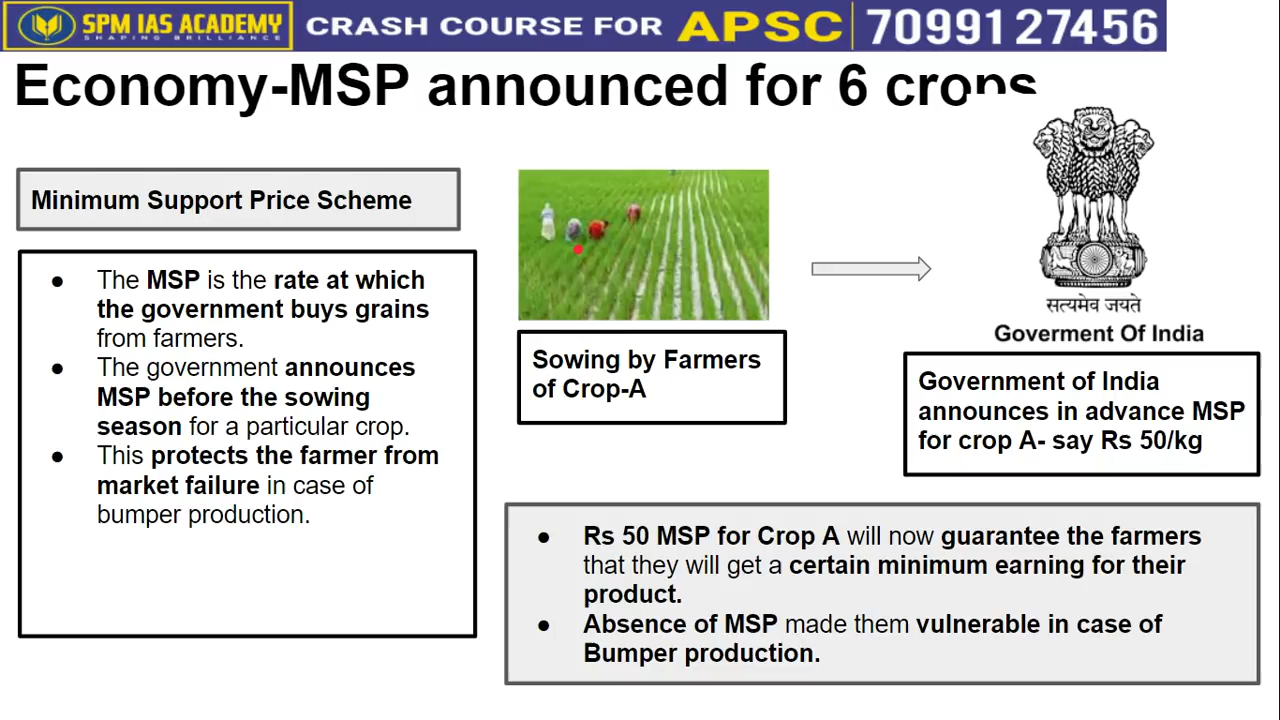 SPM IAS ACADEMY
SHAPING BRILLIANCE
CRASH COURSE FOR APSC 7099127456
Economy-MSP announced for 6 crops
Minimum Support Price Scheme
● The MSP is the rate at which
the government buys grains
from farmers.
● The government announces
MSP before the sowing
season for a particular crop.
● This protects the farmer from
market failure in case of
bumper production.
Sowing by Farmers
of Crop-A
सत्यमेव जयते
Goverment Of India
Government of India
announces in advance MSP
for crop A- say Rs 50/kg
● Rs 50 MSP for Crop A will now guarantee the farmers
that they will get a certain minimum earning for their
product.
● Absence of MSP made them vulnerable in case of
Bumper production.